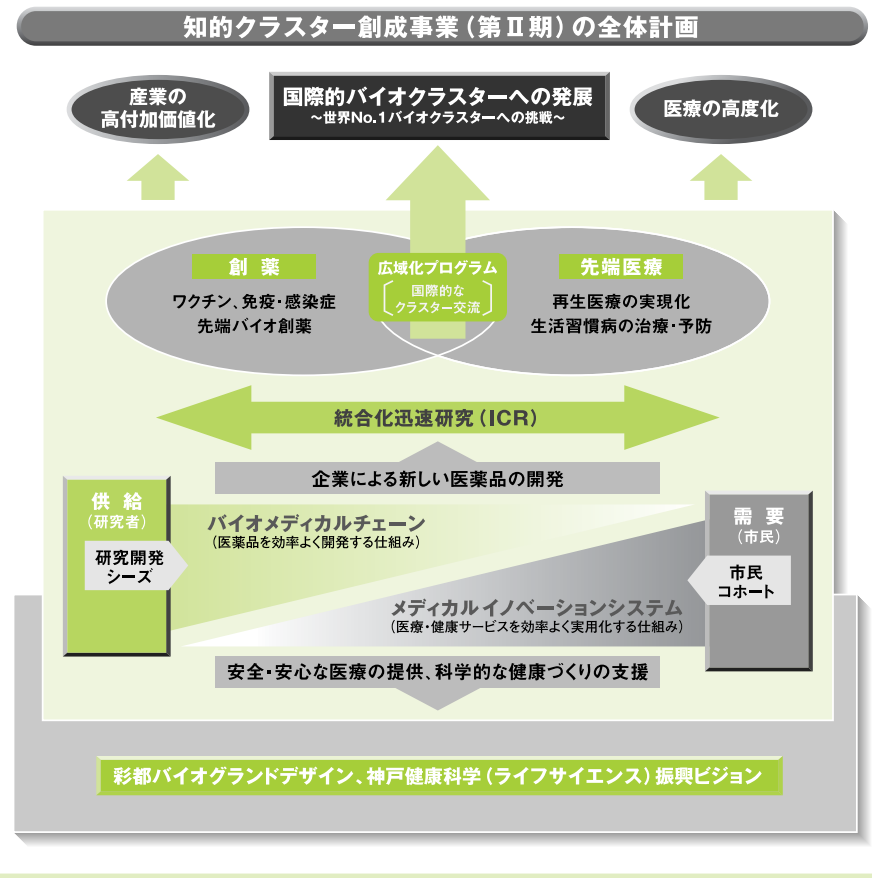 知的クラスター創成事業（第Ⅱ期）の全体計画
産業の
高付加価値化
国際的バイオクラスターへの発展
～世界No.1バイオクラスターへの挑戦～
医療の高度化
創薬
ワクチン、免疫・感染症
先端バイオ創薬
広域化プログラム
国際的な
クラスター交流
先端医療
再生医療の実現化
生活習慣病の治療・予防
統合化迅速研究（ICR）
企業による新しい医薬品の開発
供給
（研究者）
研究開発
シーズ
バイオメディカルチェーン
（医薬品を効率よく開発する仕組み）
需要
（市民）
市民
コホート
メディカルイノベーションシステム
（医療・健康サービスを効率よく実用化する仕組み）
安全・安心な医療の提供、科学的な健康づくりの支援
彩都バイオグランドデザイン、神戸健康科学（ライフサイエンス）振興ビジョン